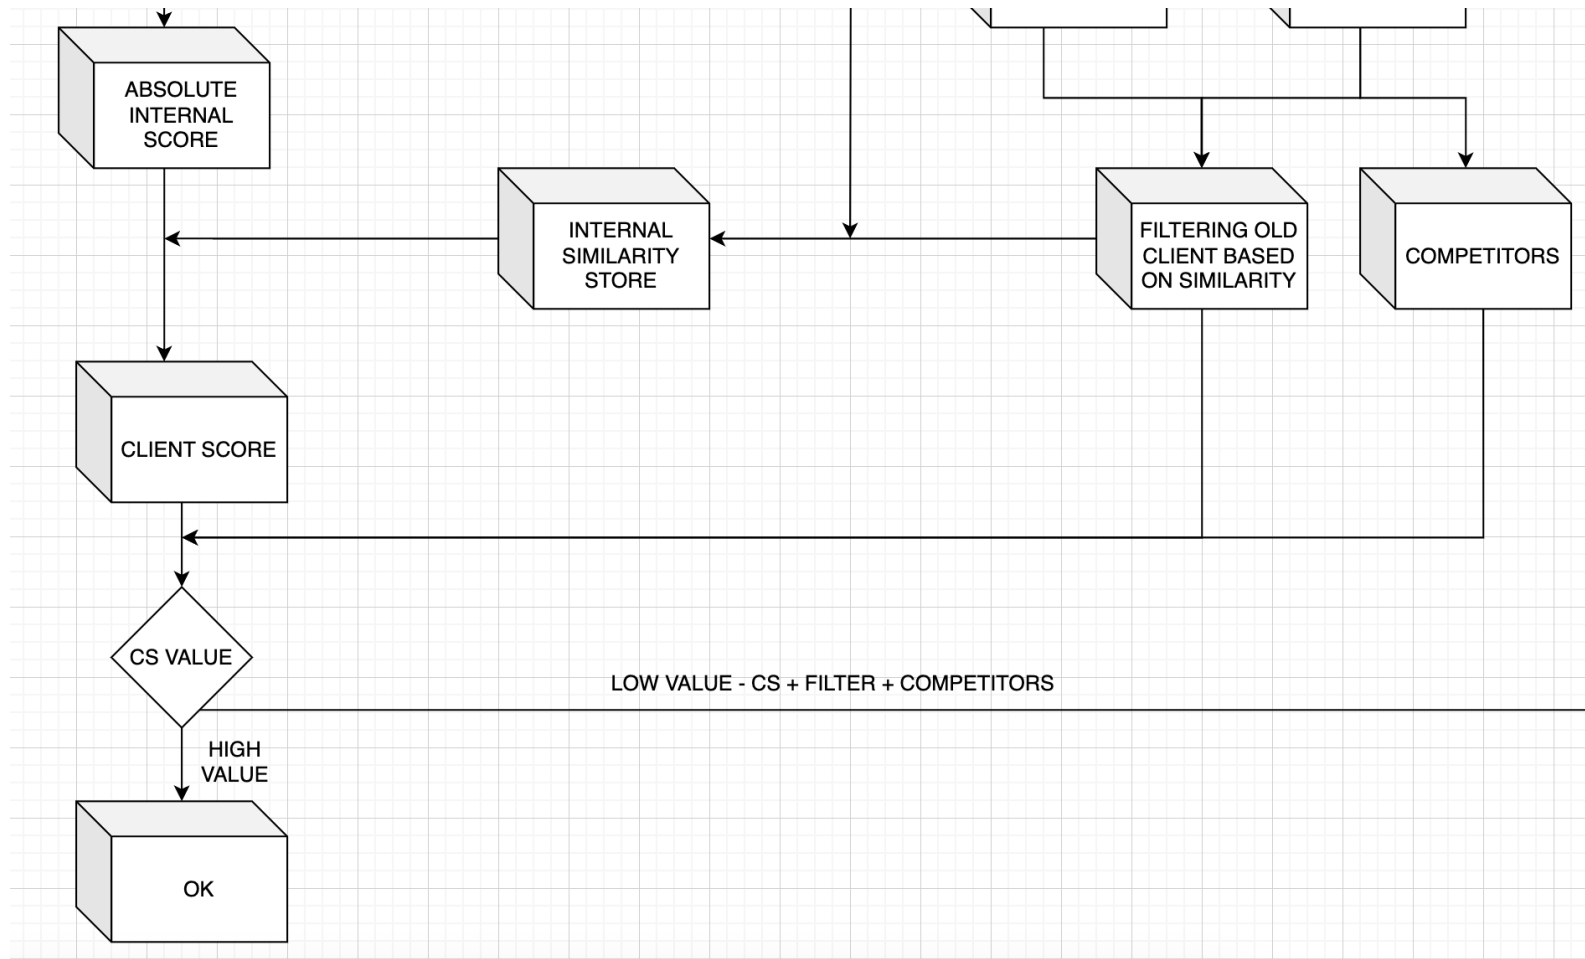 ABSOLUTE
INTERNAL
SCORE
INTERNAL
SIMILARITY
STORE
FILTERING OLD
CLIENT BASED
ON SIMILARITY
COMPETITORS
CLIENT SCORE
CS VALUE
LOW VALUE - CS + FILTER + COMPETITORS
HIGH
VALUE
OK